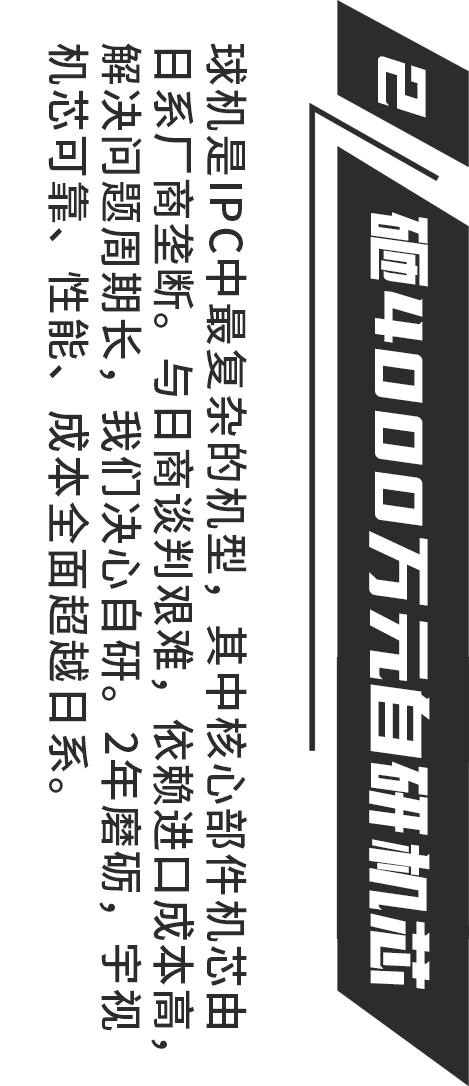 2
砸4000万元自研机芯
球机是IPC中最复杂的机型，其中核心部件机芯由
日系厂商垄断。与日商谈判艰难，依赖进口成本高，
解决问题周期长，我们决心自研。2年磨砺，宇视
机芯可靠、性能、成本全面超越日系。